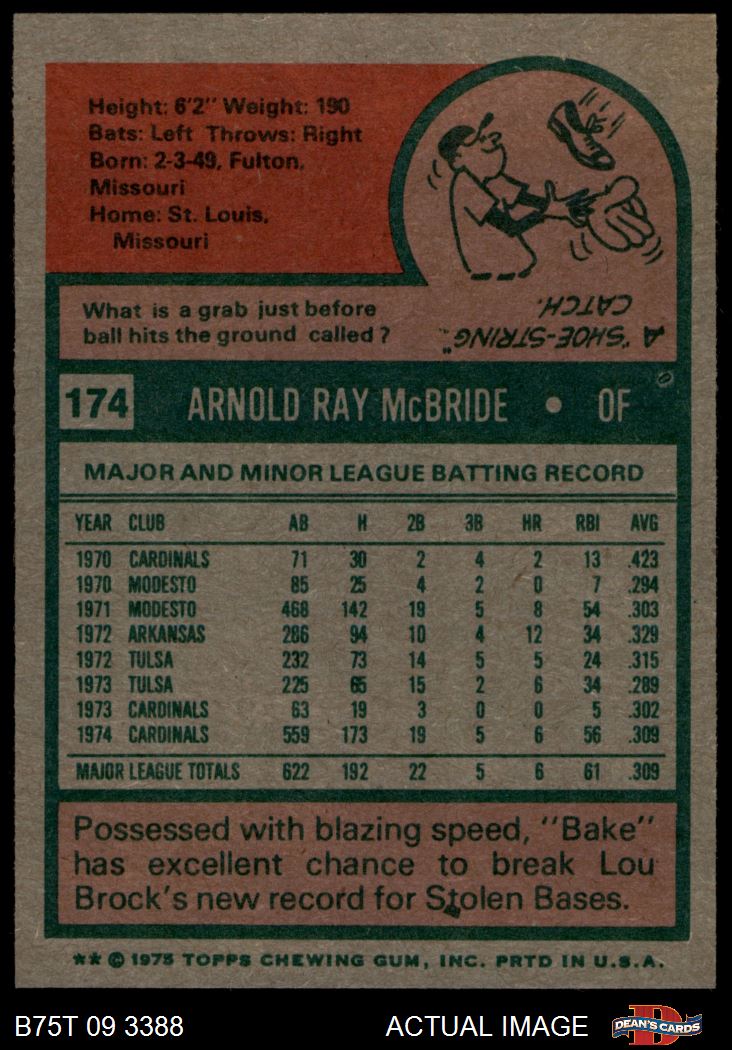 Height: 6'2" Weight: 190
Bats: Left Throws: Right
Born: 2-3-49, Fulton,
Missouri
Home: St. Louis,
Missouri
What is a grab just before
ball hits the ground called?
A "SHOE-STRING"
CATCH.
174 ARNOLD RAY McBRIDE • OF
MAJOR AND MINOR LEAGUE BATTING RECORD
YEAR CLUB AB H 2B 3B HR RBI AVG
1970 CARDINALS 71 30 2 4 2 13 .423
1970 MODESTO 85 25 4 2 0 7 .294
1971 MODESTO 468 142 19 5 8 54 .303
1972 ARKANSAS 286 94 10 4 12 34 .329
1972 TULSA 232 73 14 5 5 24 .315
1973 TULSA 225 65 15 2 6 34 .289
1973 CARDINALS 63 19 3 0 0 5 .302
1974 CARDINALS 559 173 19 5 6 56 .309
MAJOR LEAGUE TOTALS 622 192 22 5 6 61 .309
Possessed with blazing speed, "Bake"
has excellent chance to break Lou
Brock's new record for Stolen Bases.
** © 1975 TOPPS CHEWING GUM, INC. PRTD IN U.S.A.
B75T 09 3388 ACTUAL IMAGE D DEAN'S CARDS